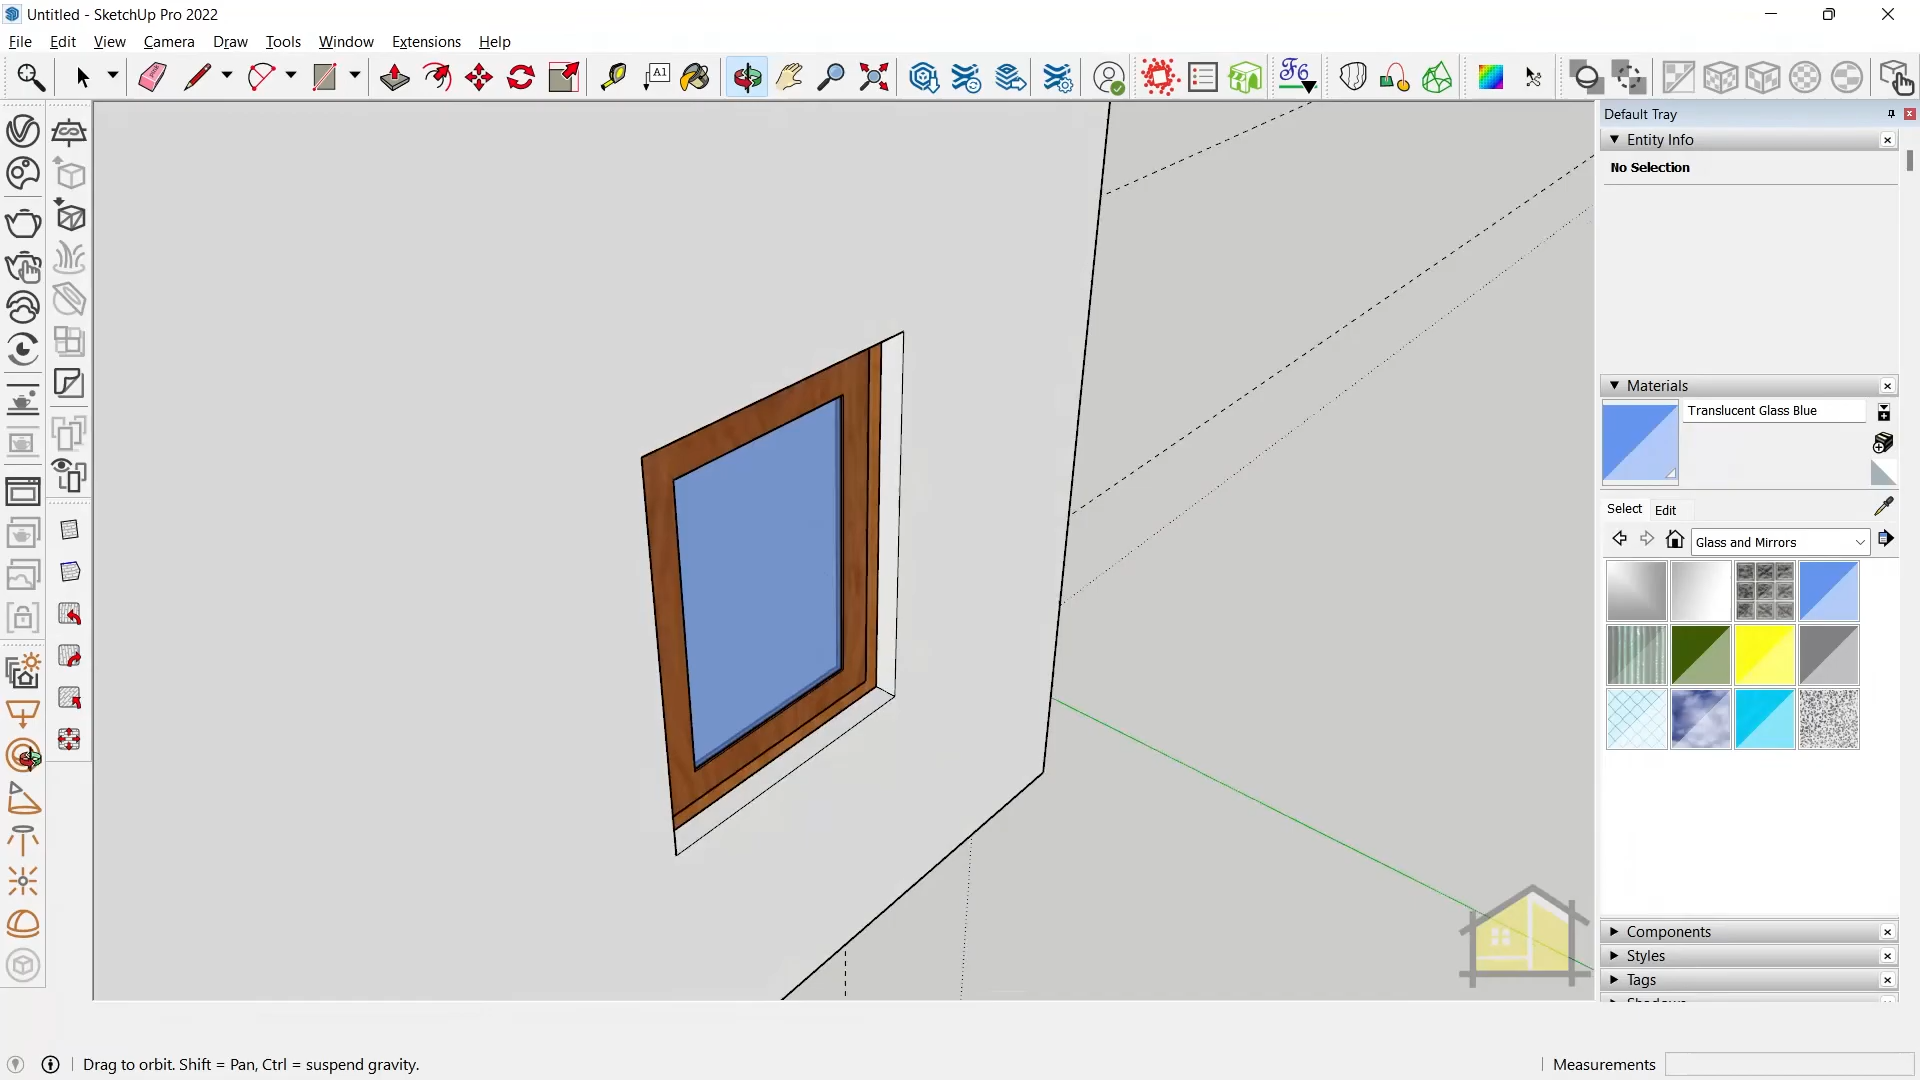 Untitled - SketchUp Pro 2022
File Edit View Camera Draw Tools Window Extensions Help
A1
F6
Default Tray
Entity Info
No Selection
Materials
Translucent Glass Blue
Select Edit
Glass and Mirrors
Components
Styles
Tags
Drag to orbit. Shift = Pan, Ctrl = suspend gravity.
Measurements